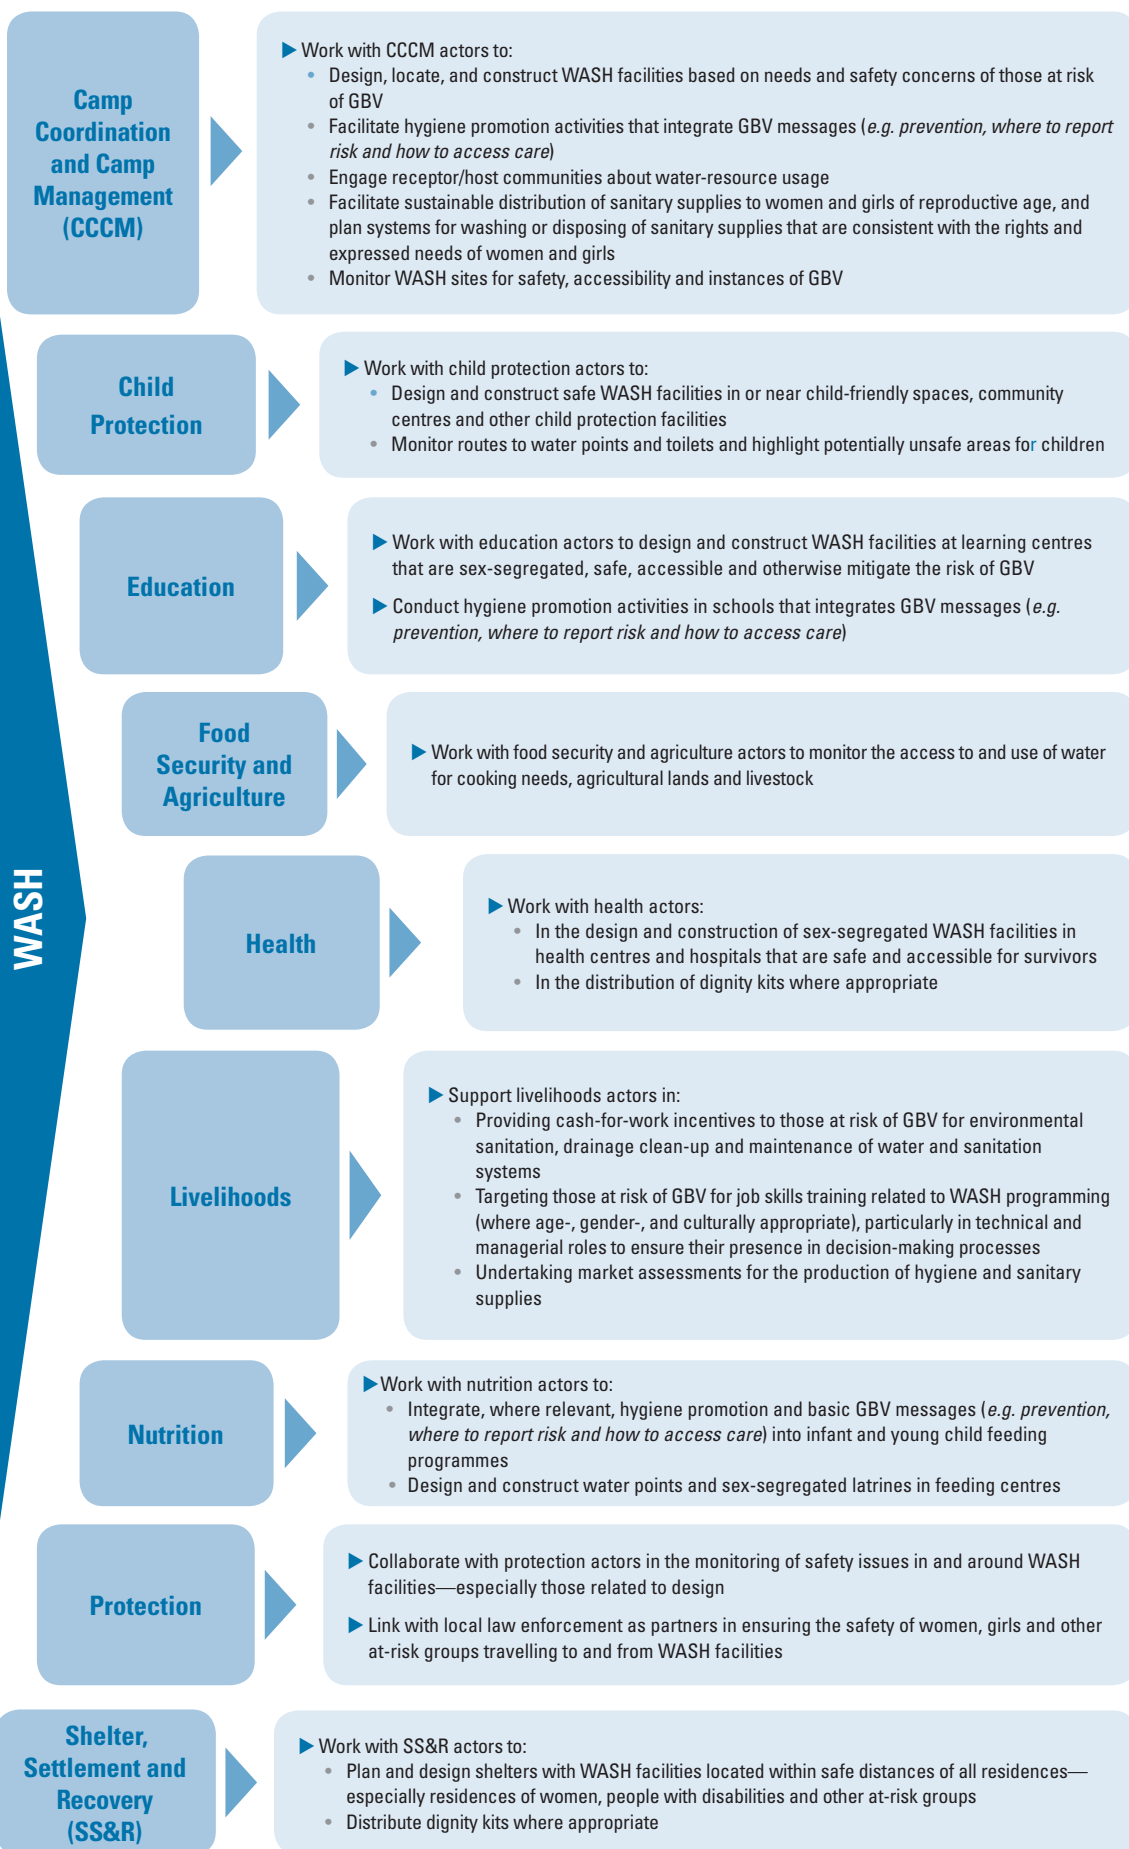 Camp
Coordination
and Camp
Management
(CCCM)
▶ Work with CCCM actors to:
• Design, locate, and construct WASH facilities based on needs and safety concerns of those at risk
of GBV
• Facilitate hygiene promotion activities that integrate GBV messages (e.g. prevention, where to report
risk and how to access care)
• Engage receptor/host communities about water-resource usage
• Facilitate sustainable distribution of sanitary supplies to women and girls of reproductive age, and
plan systems for washing or disposing of sanitary supplies that are consistent with the rights and
expressed needs of women and girls
• Monitor WASH sites for safety, accessibility and instances of GBV
Child
Protection
▶ Work with child protection actors to:
• Design and construct safe WASH facilities in or near child-friendly spaces, community
centres and other child protection facilities
• Monitor routes to water points and toilets and highlight potentially unsafe areas for children
Education
▶ Work with education actors to design and construct WASH facilities at learning centres
that are sex-segregated, safe, accessible and otherwise mitigate the risk of GBV
▶ Conduct hygiene promotion activities in schools that integrates GBV messages (e.g.
prevention, where to report risk and how to access care)
Food
Security and
Agriculture
▶ Work with food security and agriculture actors to monitor the access to and use of water
for cooking needs, agricultural lands and livestock
WASH
Health
▶ Work with health actors:
• In the design and construction of sex-segregated WASH facilities in
health centres and hospitals that are safe and accessible for survivors
• In the distribution of dignity kits where appropriate
Livelihoods
▶ Support livelihoods actors in:
• Providing cash-for-work incentives to those at risk of GBV for environmental
sanitation, drainage clean-up and maintenance of water and sanitation
systems
• Targeting those at risk of GBV for job skills training related to WASH programming
(where age-, gender-, and culturally appropriate), particularly in technical and
managerial roles to ensure their presence in decision-making processes
• Undertaking market assessments for the production of hygiene and sanitary
supplies
Nutrition
▶ Work with nutrition actors to:
• Integrate, where relevant, hygiene promotion and basic GBV messages (e.g. prevention,
where to report risk and how to access care) into infant and young child feeding
programmes
• Design and construct water points and sex-segregated latrines in feeding centres
Protection
▶ Collaborate with protection actors in the monitoring of safety issues in and around WASH
facilities—especially those related to design
▶ Link with local law enforcement as partners in ensuring the safety of women, girls and other
at-risk groups travelling to and from WASH facilities
Shelter,
Settlement and
Recovery
(SS&R)
▶ Work with SS&R actors to:
• Plan and design shelters with WASH facilities located within safe distances of all residences—
especially residences of women, people with disabilities and other at-risk groups
• Distribute dignity kits where appropriate